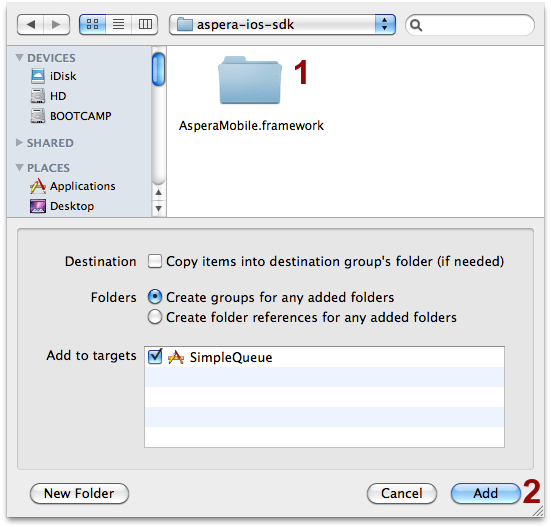 aspera-ios-sdk
DEVICES
iDisk
HD
BOOTCAMP
SHARED
PLACES
Applications
Desktop
1
AsperaMobile.framework
Destination Copy items into destination group's folder (if needed)
Folders Create groups for any added folders
Create folder references for any added folders
Add to targets SimpleQueue
New Folder Cancel Add 2